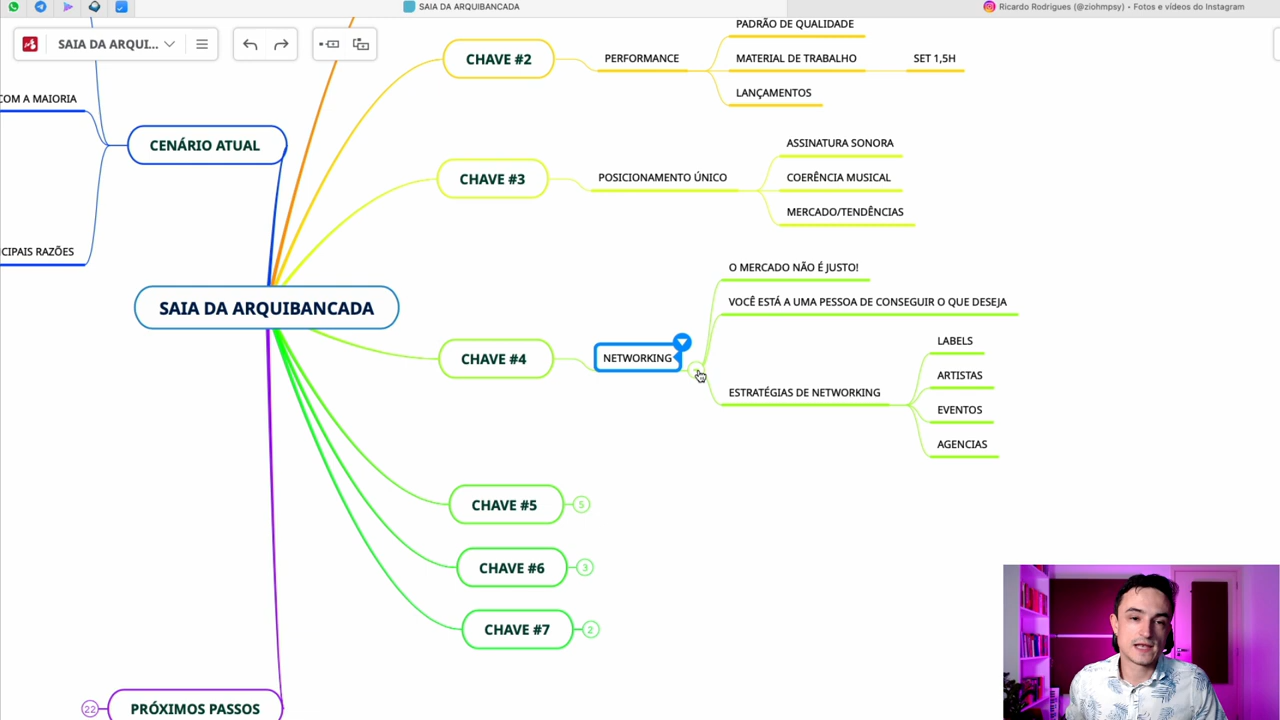 SAIA DA ARQUIBANCADA
Ricardo Rodrigues (@ziohmpsy) • Fotos e vídeos do Instagram
SAIA DA ARQUI...
COM A MAIORIA
CENÁRIO ATUAL
CIPAIS RAZÕES
SAIA DA ARQUIBANCADA
CHAVE #2
PERFORMANCE
PADRÃO DE QUALIDADE
MATERIAL DE TRABALHO
SET 1,5H
LANÇAMENTOS
CHAVE #3
POSICIONAMENTO ÚNICO
ASSINATURA SONORA
COERÊNCIA MUSICAL
MERCADO/TENDÊNCIAS
CHAVE #4
NETWORKING
O MERCADO NÃO É JUSTO!
VOCÊ ESTÁ A UMA PESSOA DE CONSEGUIR O QUE DESEJA
ESTRATÉGIAS DE NETWORKING
LABELS
ARTISTAS
EVENTOS
AGENCIAS
CHAVE #5
5
CHAVE #6
3
CHAVE #7
2
22
PRÓXIMOS PASSOS